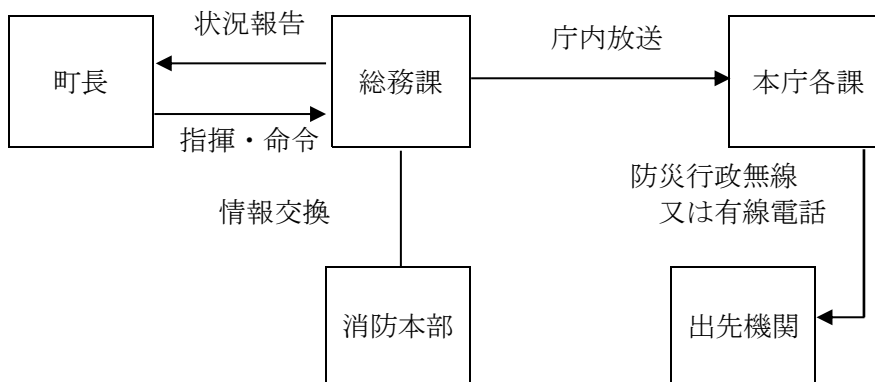 状況報告
庁内放送
町長
総務課
本庁各課
指揮・命令
防災行政無線
又は有線電話
情報交換
消防本部
出先機関